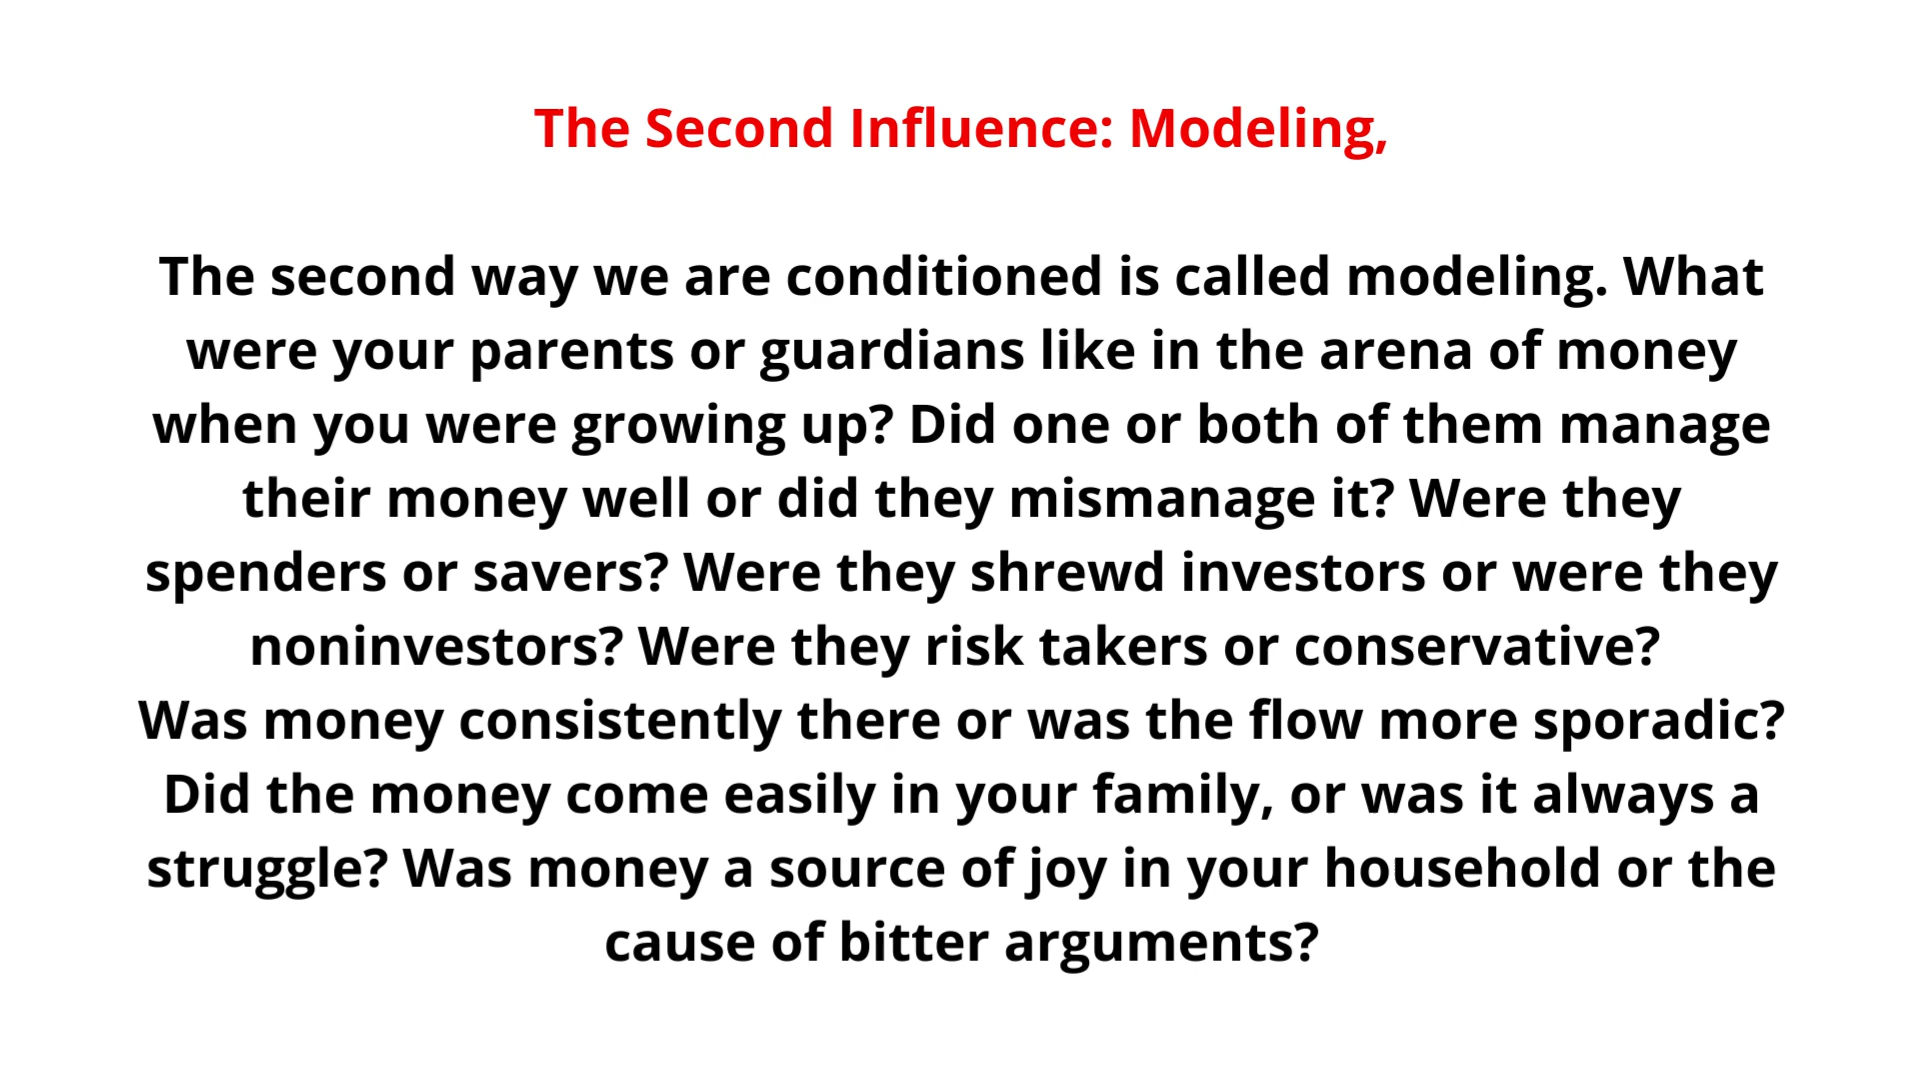 The Second Influence: Modeling,
The second way we are conditioned is called modeling. What
were your parents or guardians like in the arena of money
when you were growing up? Did one or both of them manage
their money well or did they mismanage it? Were they
spenders or savers? Were they shrewd investors or were they
noninvestors? Were they risk takers or conservative?
Was money consistently there or was the flow more sporadic?
Did the money come easily in your family, or was it always a
struggle? Was money a source of joy in your household or the
cause of bitter arguments?